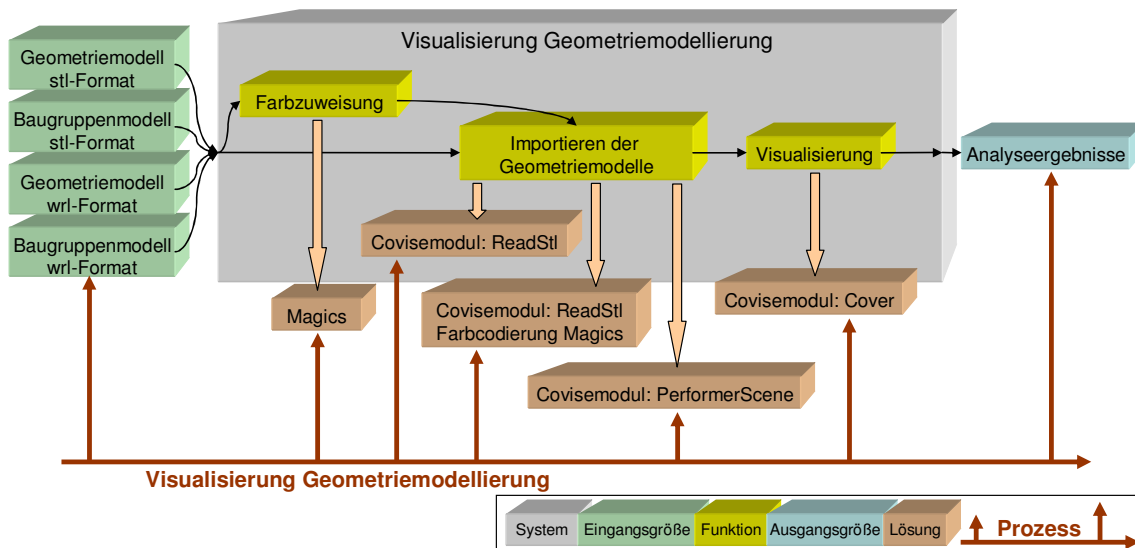 Visualisierung Geometriemodellierung
Geometriemodell
stl-Format
Baugruppenmodell
stl-Format
Geometriemodell
wrl-Format
Baugruppenmodell
wrl-Format
Farbzuweisung
Importieren der
Geometriemodelle
Visualisierung
Analyseergebnisse
Covisemodul: ReadStl
Magics
Covisemodul: ReadStl
Farbcodierung Magics
Covisemodul: Cover
Covisemodul: PerformerScene
Visualisierung Geometriemodellierung
System
Eingangsgröße
Funktion
Ausgangsgröße
Lösung
Prozess